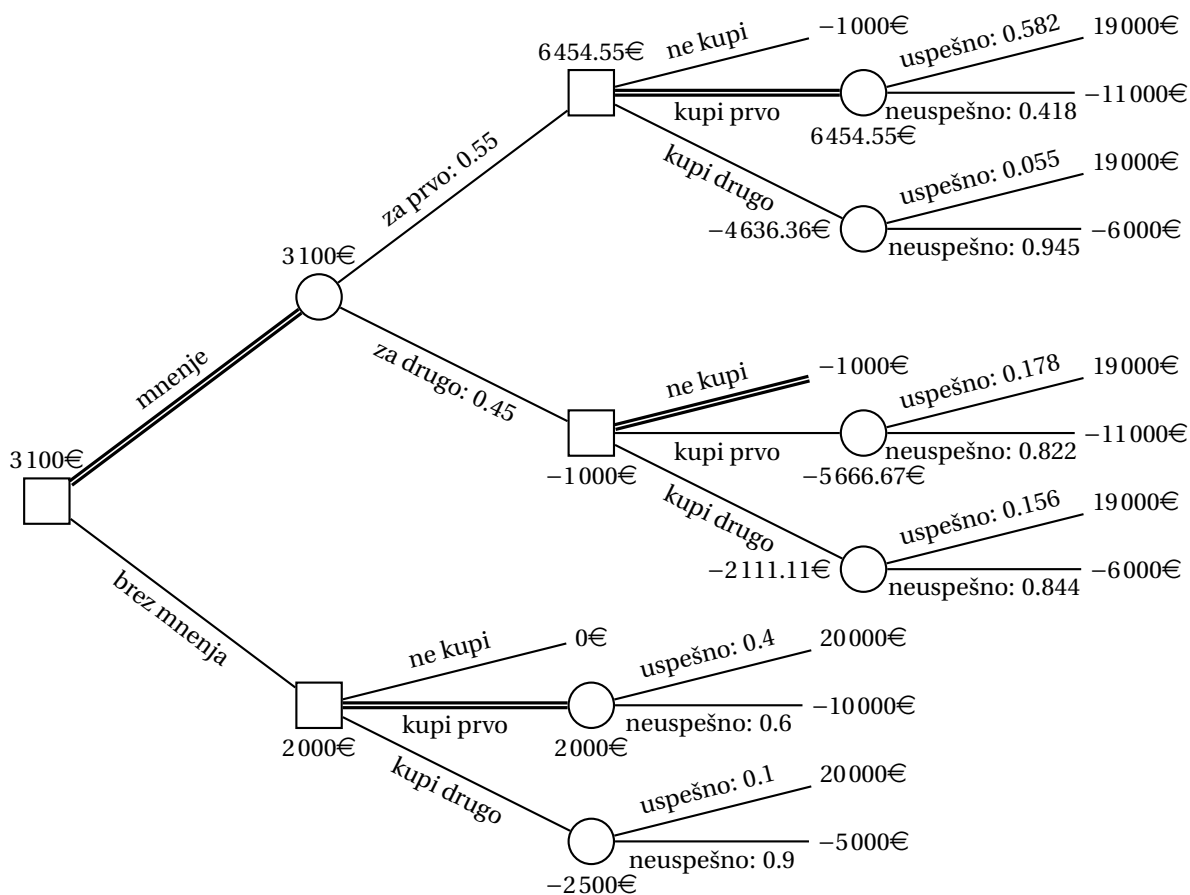 ne kupi
−1000€
uspešno: 0.582
19000€
6454.55€
kupi prvo
neuspešno: 0.418
−11000€
6454.55€
za prvo: 0.55
kupi drugo
uspešno: 0.055
19000€
−4636.36€
neuspešno: 0.945
−6000€
3100€
mnenje
za drugo: 0.45
ne kupi
−1000€
uspešno: 0.178
19000€
kupi prvo
neuspešno: 0.822
−11000€
−1000€
−5666.67€
3100€
kupi drugo
uspešno: 0.156
19000€
−2111.11€
neuspešno: 0.844
−6000€
brez mnenja
ne kupi
0€
uspešno: 0.4
20000€
kupi prvo
neuspešno: 0.6
−10000€
2000€
2000€
kupi drugo
uspešno: 0.1
20000€
neuspešno: 0.9
−5000€
−2500€